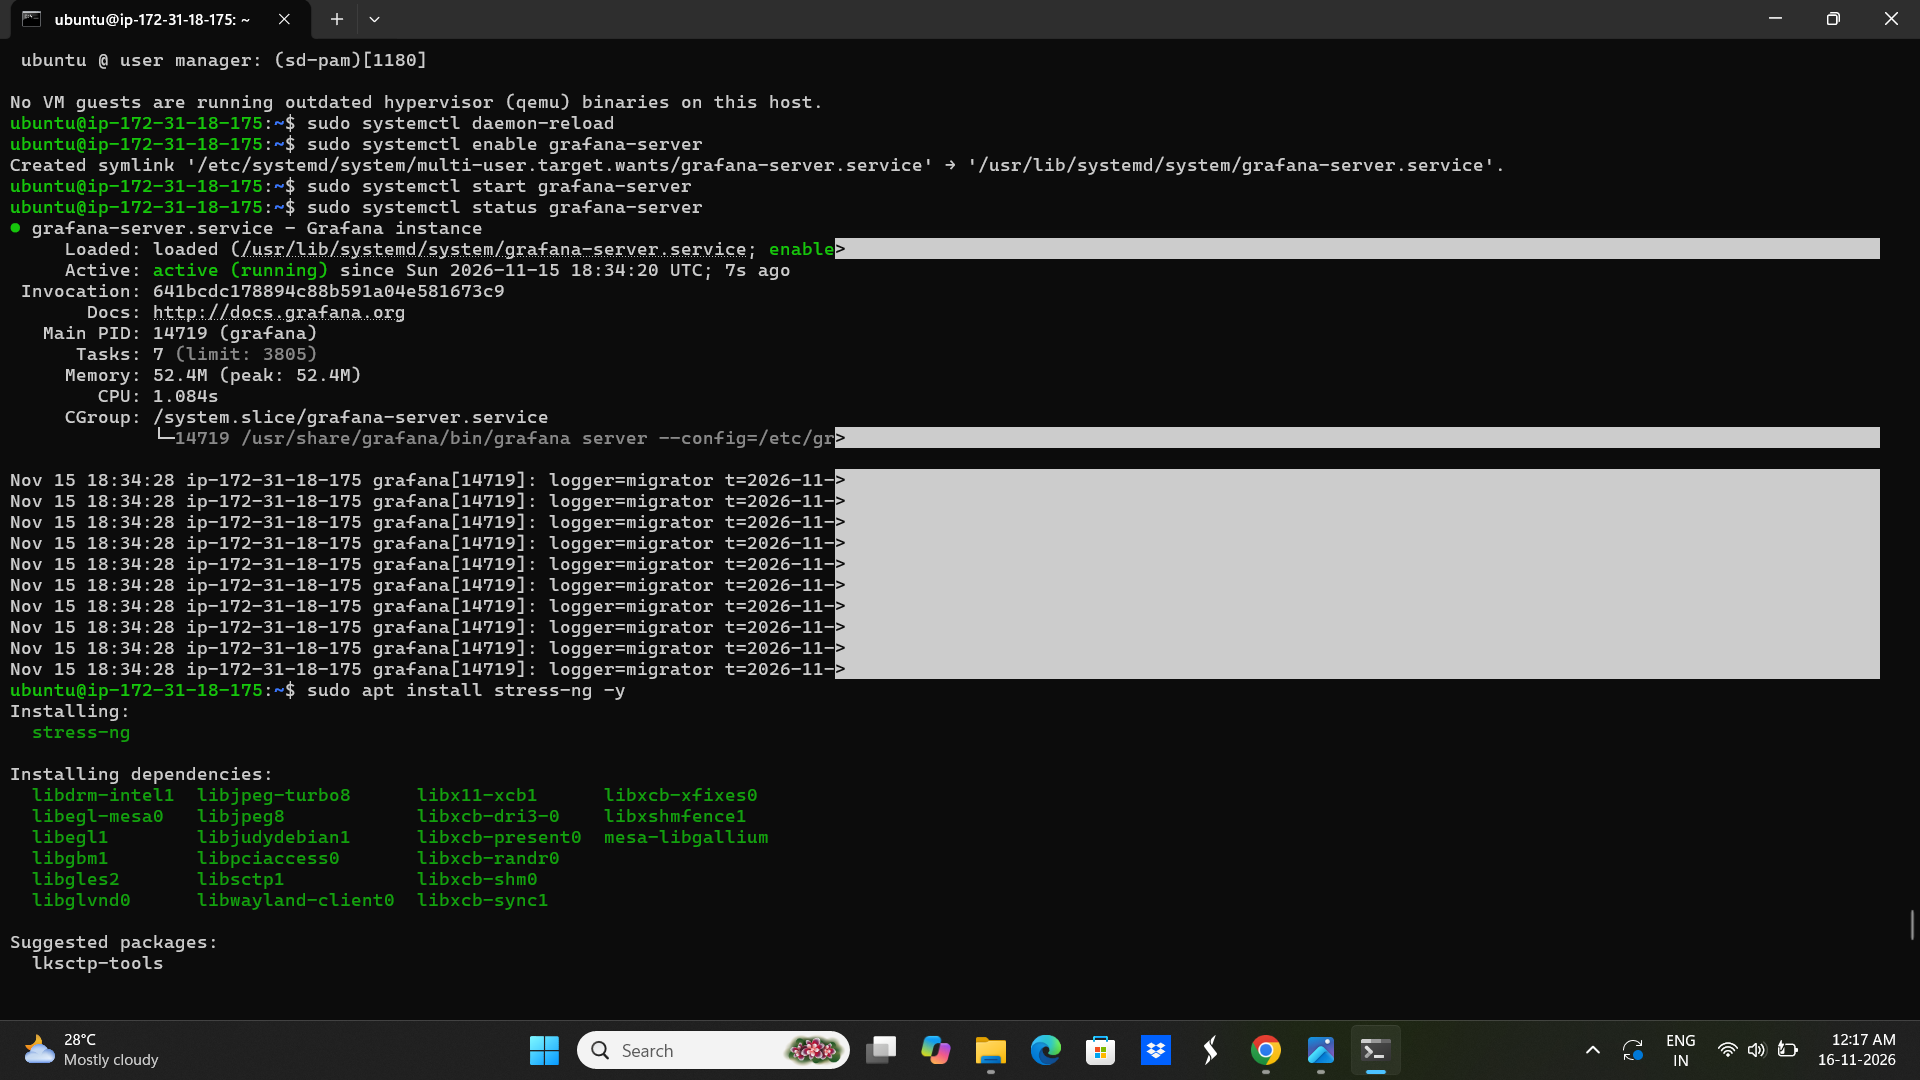 ubuntu@ip-172-31-18-175: ~
ubuntu @ user manager: (sd-pam)[1180]
No VM guests are running outdated hypervisor (qemu) binaries on this host.
ubuntu@ip-172-31-18-175:~$ sudo systemctl daemon-reload
ubuntu@ip-172-31-18-175:~$ sudo systemctl enable grafana-server
Created symlink '/etc/systemd/system/multi-user.target.wants/grafana-server.service' → '/usr/lib/systemd/system/grafana-server.service'.
ubuntu@ip-172-31-18-175:~$ sudo systemctl start grafana-server
ubuntu@ip-172-31-18-175:~$ sudo systemctl status grafana-server
● grafana-server.service - Grafana instance
Loaded: loaded (/usr/lib/systemd/system/grafana-server.service; enable>
Active: active (running) since Sun 2026-11-15 18:34:20 UTC; 7s ago
Invocation: 641bcdc178894c88b591a04e581673c9
Docs: http://docs.grafana.org
Main PID: 14719 (grafana)
Tasks: 7 (limit: 3805)
Memory: 52.4M (peak: 52.4M)
CPU: 1.084s
CGroup: /system.slice/grafana-server.service
└─14719 /usr/share/grafana/bin/grafana server --config=/etc/gr>
Nov 15 18:34:28 ip-172-31-18-175 grafana[14719]: logger=migrator t=2026-11->
Nov 15 18:34:28 ip-172-31-18-175 grafana[14719]: logger=migrator t=2026-11->
Nov 15 18:34:28 ip-172-31-18-175 grafana[14719]: logger=migrator t=2026-11->
Nov 15 18:34:28 ip-172-31-18-175 grafana[14719]: logger=migrator t=2026-11->
Nov 15 18:34:28 ip-172-31-18-175 grafana[14719]: logger=migrator t=2026-11->
Nov 15 18:34:28 ip-172-31-18-175 grafana[14719]: logger=migrator t=2026-11->
Nov 15 18:34:28 ip-172-31-18-175 grafana[14719]: logger=migrator t=2026-11->
Nov 15 18:34:28 ip-172-31-18-175 grafana[14719]: logger=migrator t=2026-11->
Nov 15 18:34:28 ip-172-31-18-175 grafana[14719]: logger=migrator t=2026-11->
Nov 15 18:34:28 ip-172-31-18-175 grafana[14719]: logger=migrator t=2026-11->
ubuntu@ip-172-31-18-175:~$ sudo apt install stress-ng -y
Installing:
stress-ng
Installing dependencies:
libdrm-intel1 libjpeg-turbo8 libx11-xcb1 libxcb-xfixes0
libegl-mesa0 libjpeg8 libxcb-dri3-0 libxshmfence1
libegl1 libjudydebian1 libxcb-present0 mesa-libgallium
libgbm1 libpciaccess0 libxcb-randr0
libgles2 libsctp1 libxcb-shm0
libglvnd0 libwayland-client0 libxcb-sync1
Suggested packages:
lksctp-tools
28°C
Mostly cloudy
Search
ENG
IN
12:17 AM
16-11-2026